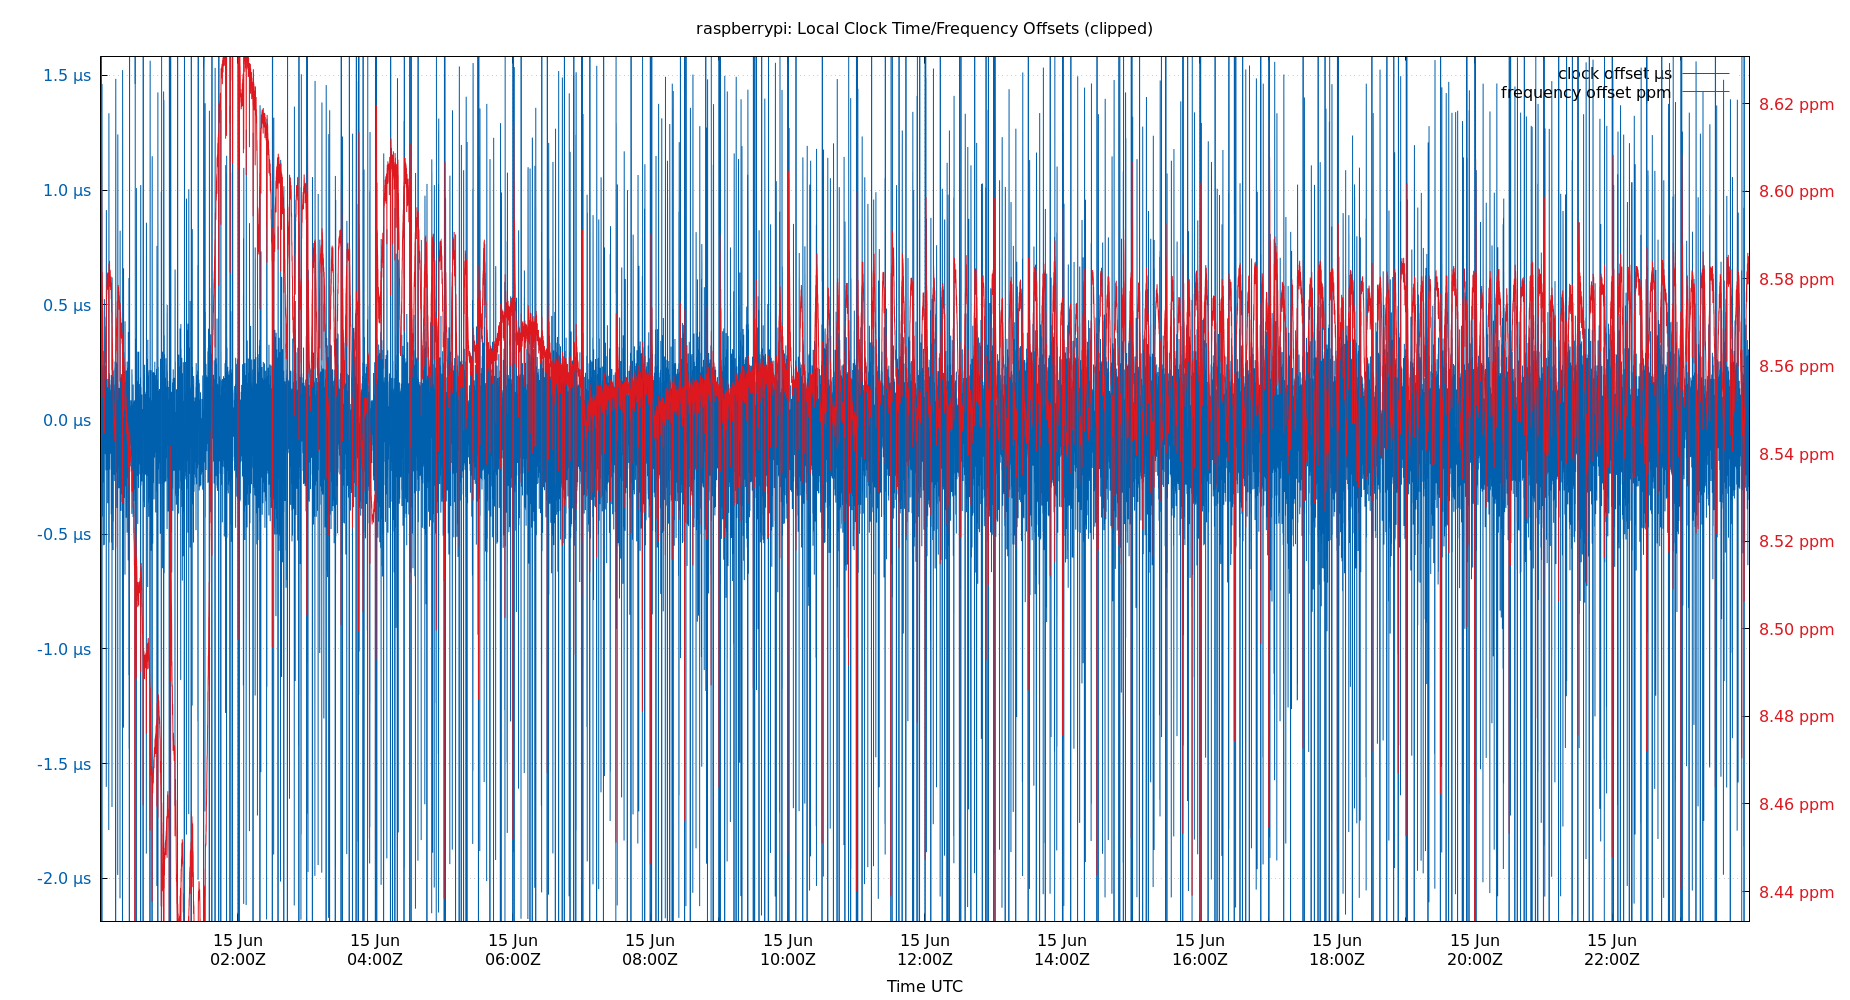 raspberrypi: Local Clock Time/Frequency Offsets (clipped)
clock offset µs
frequency offset ppm
1.5 µs
1.0 µs
0.5 µs
0.0 µs
-0.5 µs
-1.0 µs
-1.5 µs
-2.0 µs
8.62 ppm
8.60 ppm
8.58 ppm
8.56 ppm
8.54 ppm
8.52 ppm
8.50 ppm
8.48 ppm
8.46 ppm
8.44 ppm
15 Jun 15 Jun 15 Jun 15 Jun 15 Jun 15 Jun 15 Jun 15 Jun 15 Jun 15 Jun 15 Jun
02:00Z 04:00Z 06:00Z 08:00Z 10:00Z 12:00Z 14:00Z 16:00Z 18:00Z 20:00Z 22:00Z
Time UTC